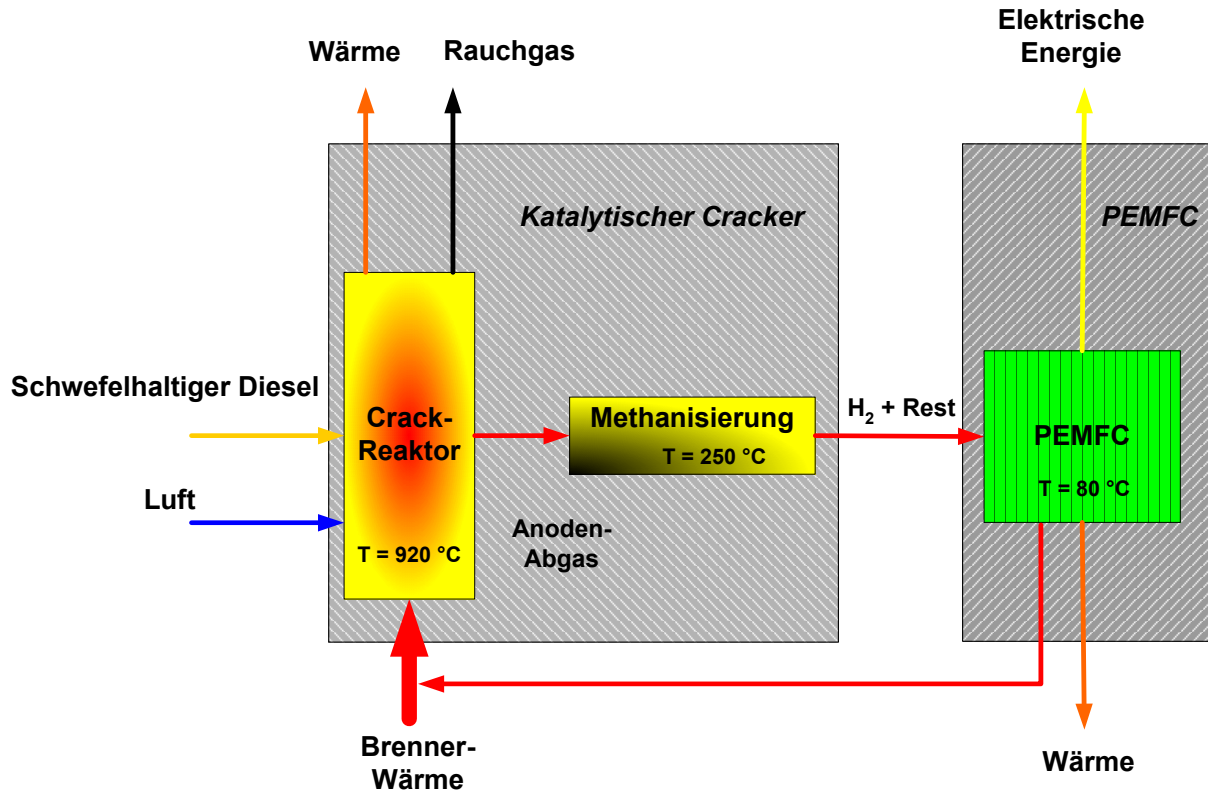 Elektrische
Energie
Wärme
Rauchgas
Katalytischer Cracker
PEMFC
Schwefelhaltiger Diesel
Luft
Crack-
Reaktor
T = 920 °C
Methanisierung
T = 250 °C
H2 + Rest
PEMFC
T = 80 °C
Anoden-
Abgas
Brenner-
Wärme
Wärme